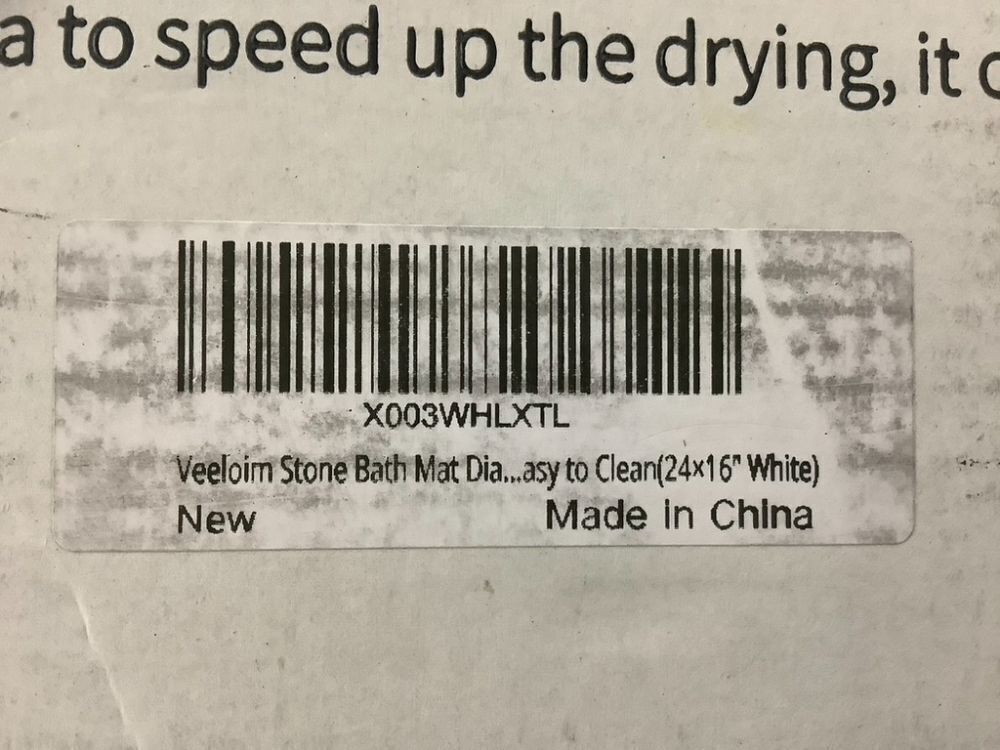 a to speed up the drying, it c
X003WHLXTL
Veeloim Stone Bath Mat Dia...asy to Clean(24×16" White)
New
Made in China